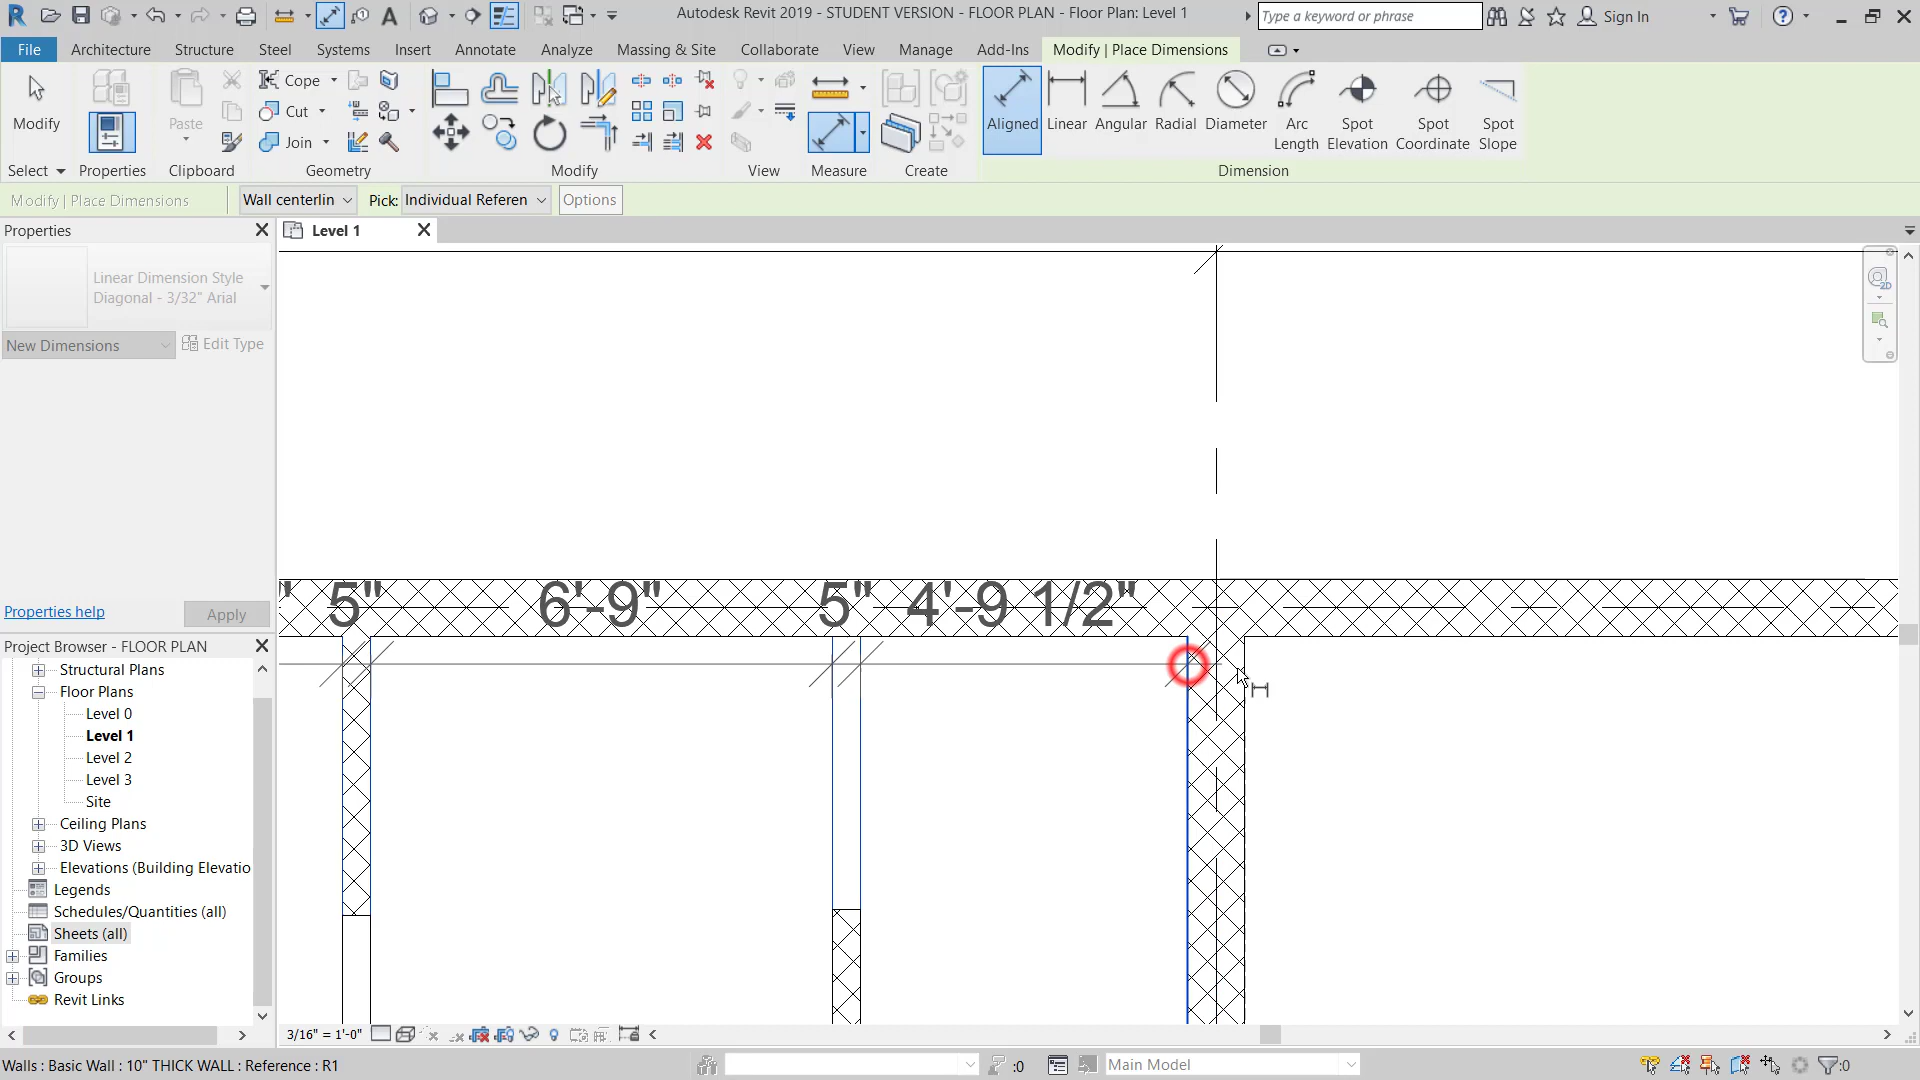 Autodesk Revit 2019 - STUDENT VERSION - FLOOR PLAN - Floor Plan: Level 1
Type a keyword or phrase
Sign In
File Architecture Structure Steel Systems Insert Annotate Analyze Massing & Site Collaborate View Manage Add-Ins Modify | Place Dimensions
Modify
Paste
Cope
Cut
Join
Aligned Linear Angular Radial Diameter Arc Length Spot Elevation Spot Coordinate Spot Slope
Select Properties Clipboard Geometry Modify View Measure Create Dimension
Modify | Place Dimensions Wall centerlin Pick: Individual Referen Options
Properties
Level 1
Linear Dimension Style
Diagonal - 3/32" Arial
New Dimensions Edit Type
' 5" 6'-9" 5" 4'-9 1/2"
Properties help Apply
Project Browser - FLOOR PLAN
Structural Plans
Floor Plans
Level 0
Level 1
Level 2
Level 3
Site
Ceiling Plans
3D Views
Elevations (Building Elevatio
Legends
Schedules/Quantities (all)
Sheets (all)
Families
Groups
Revit Links
3/16" = 1'-0"
Walls : Basic Wall : 10" THICK WALL : Reference : R1
:0
Main Model
:0
2D